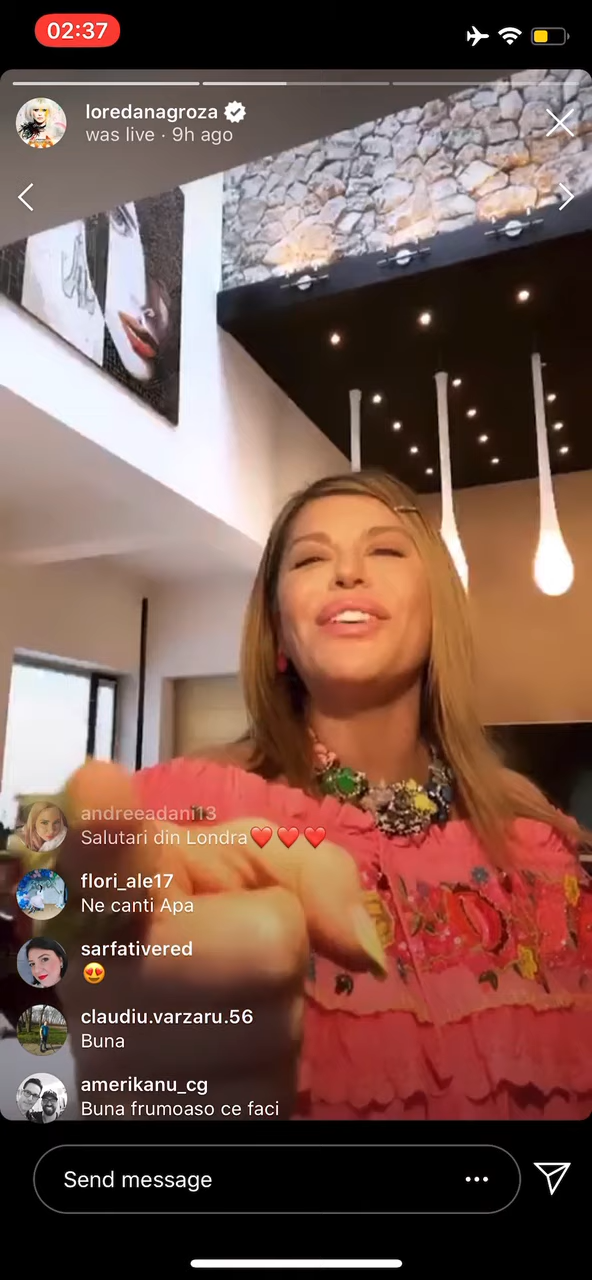 02:37
loredanagroza
was live · 9h ago
andreeadani13
Salutari din Londra❤️❤️❤️
flori_ale17
Ne canti Apa
sarfativered
😍
claudiu.varzaru.56
Buna
amerikanu_cg
Buna frumoaso ce faci
Send message